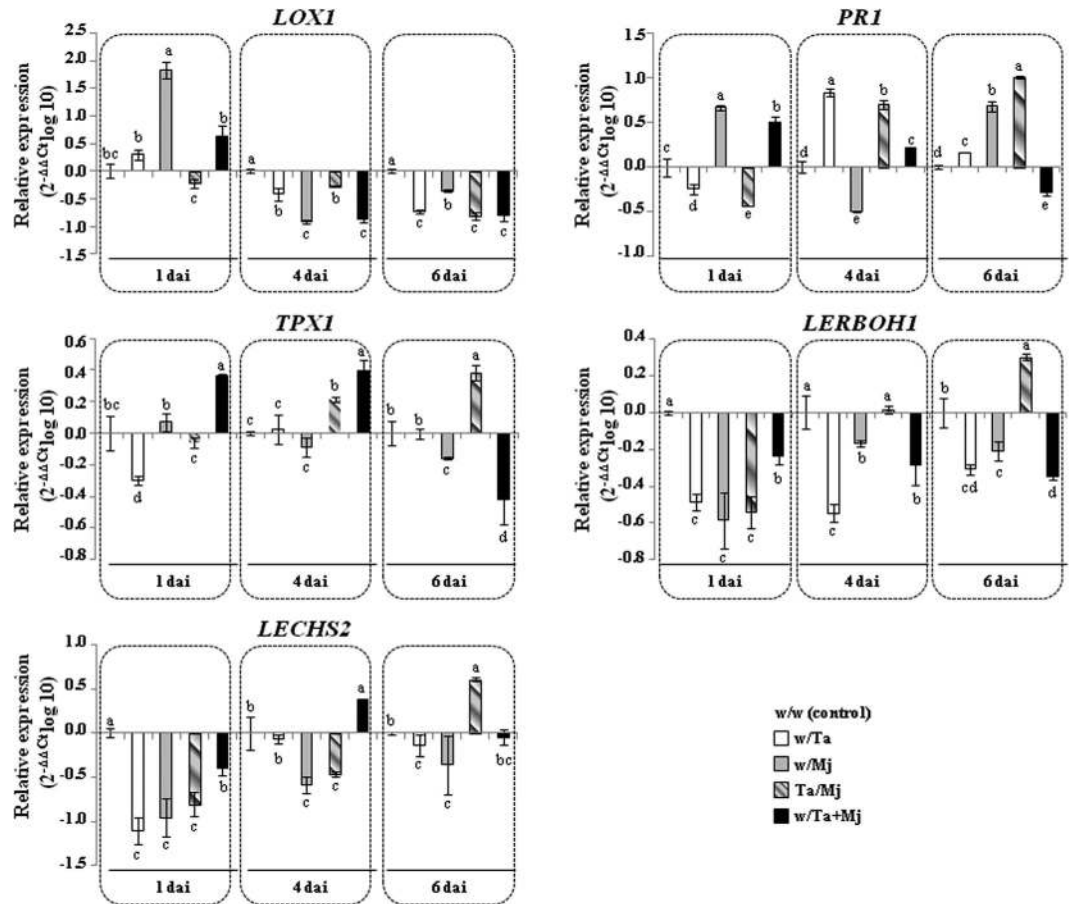 LOX1
Relative expression
(2-ΔΔCt log 10)
2.5
2.0
1.5
1.0
0.5
0.0
-0.5
-1.0
-1.5
bc
b
a
c
b
a
b
c
b
c
a
c
b
c
c
1 dai
4 dai
6 dai
PR1
Relative expression
(2-ΔΔCt log 10)
1.5
1.0
0.5
0.0
-0.5
-1.0
c
d
a
e
b
d
a
e
b
c
d
c
b
a
e
1 dai
4 dai
6 dai
TPX1
Relative expression
(2-ΔΔCt log 10)
0.6
0.4
0.2
0.0
-0.2
-0.4
-0.6
-0.8
bc
d
b
c
a
c
c
c
b
a
b
b
c
a
d
1 dai
4 dai
6 dai
LERBOH1
Relative expression
(2-ΔΔCt log 10)
0.4
0.2
0.0
-0.2
-0.4
-0.6
-0.8
a
c
c
c
b
a
c
b
a
b
b
cd
c
a
d
1 dai
4 dai
6 dai
LECHS2
Relative expression
(2-ΔΔCt log 10)
1.0
0.5
0.0
-0.5
-1.0
-1.5
a
c
c
c
b
b
b
c
c
a
b
c
c
a
bc
1 dai
4 dai
6 dai
w/w (control)
w/Ta
w/Mj
Ta/Mj
w/Ta+Mj